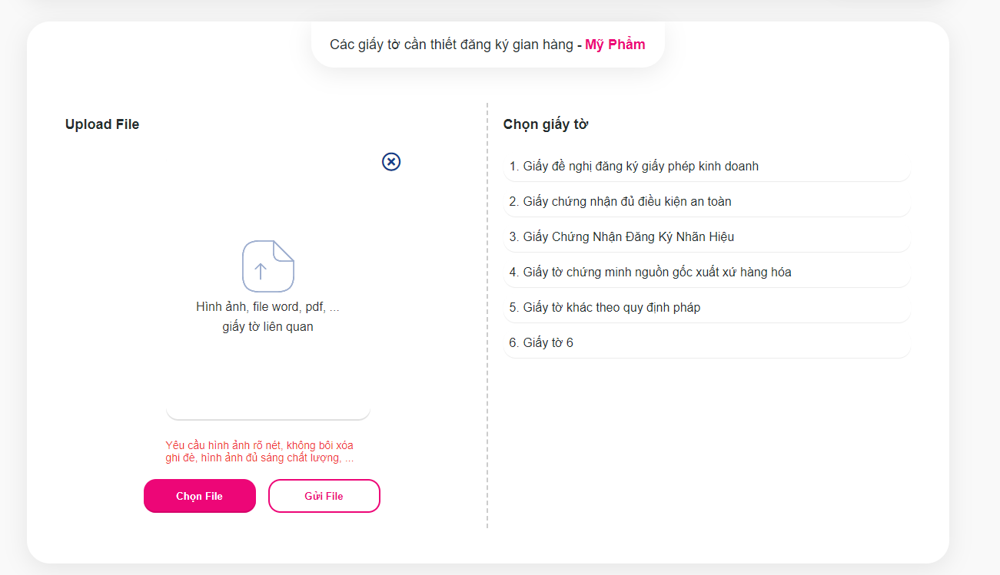 Các giấy tờ cần thiết đăng ký gian hàng - Mỹ Phẩm
Upload File
Hình ảnh, file word, pdf, ...
giấy tờ liên quan
Yêu cầu hình ảnh rõ nét, không bôi xóa
ghi đè, hình ảnh đủ sáng chất lượng, ...
Chọn File
Gửi File
Chọn giấy tờ
1. Giấy đề nghị đăng ký giấy phép kinh doanh
2. Giấy chứng nhận đủ điều kiện an toàn
3. Giấy Chứng Nhận Đăng Ký Nhãn Hiệu
4. Giấy tờ chứng minh nguồn gốc xuất xứ hàng hóa
5. Giấy tờ khác theo quy định pháp
6. Giấy tờ 6